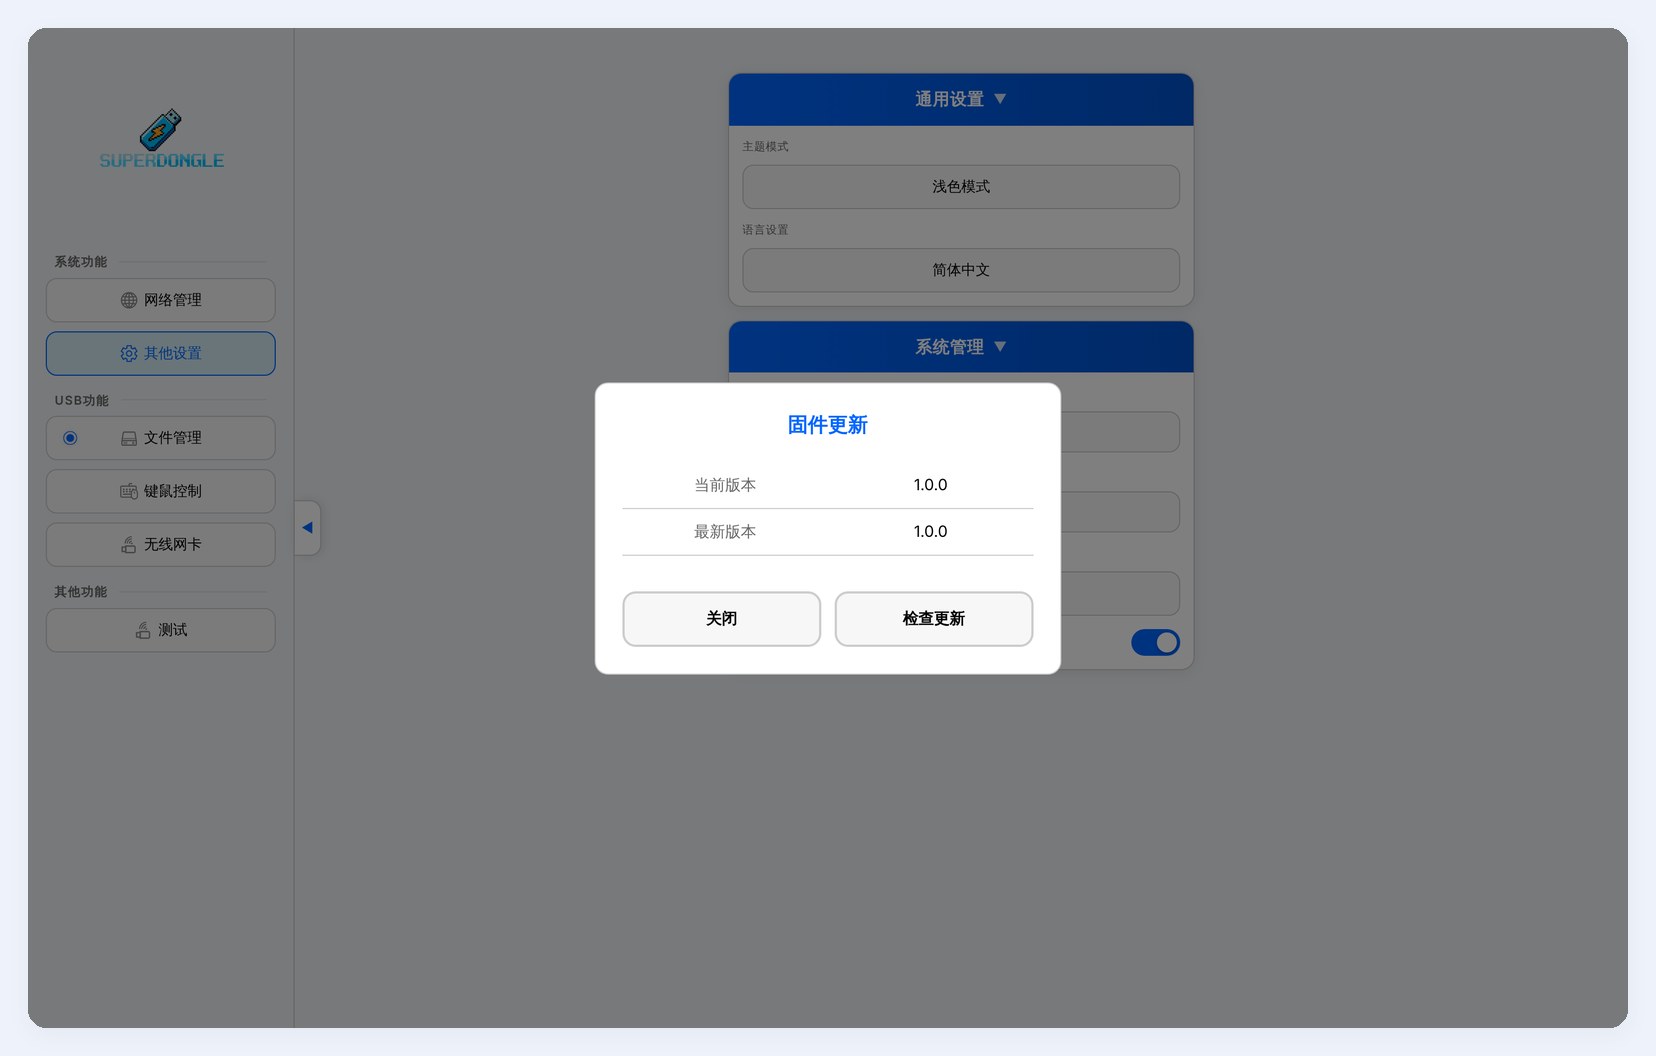 SUPERDONGLE
系统功能
网络管理
其他设置
USB功能
文件管理
键鼠控制
无线网卡
其他功能
测试
通用设置 ▼
主题模式
浅色模式
语言设置
简体中文
系统管理 ▼
固件更新
当前版本 1.0.0
最新版本 1.0.0
关闭 检查更新